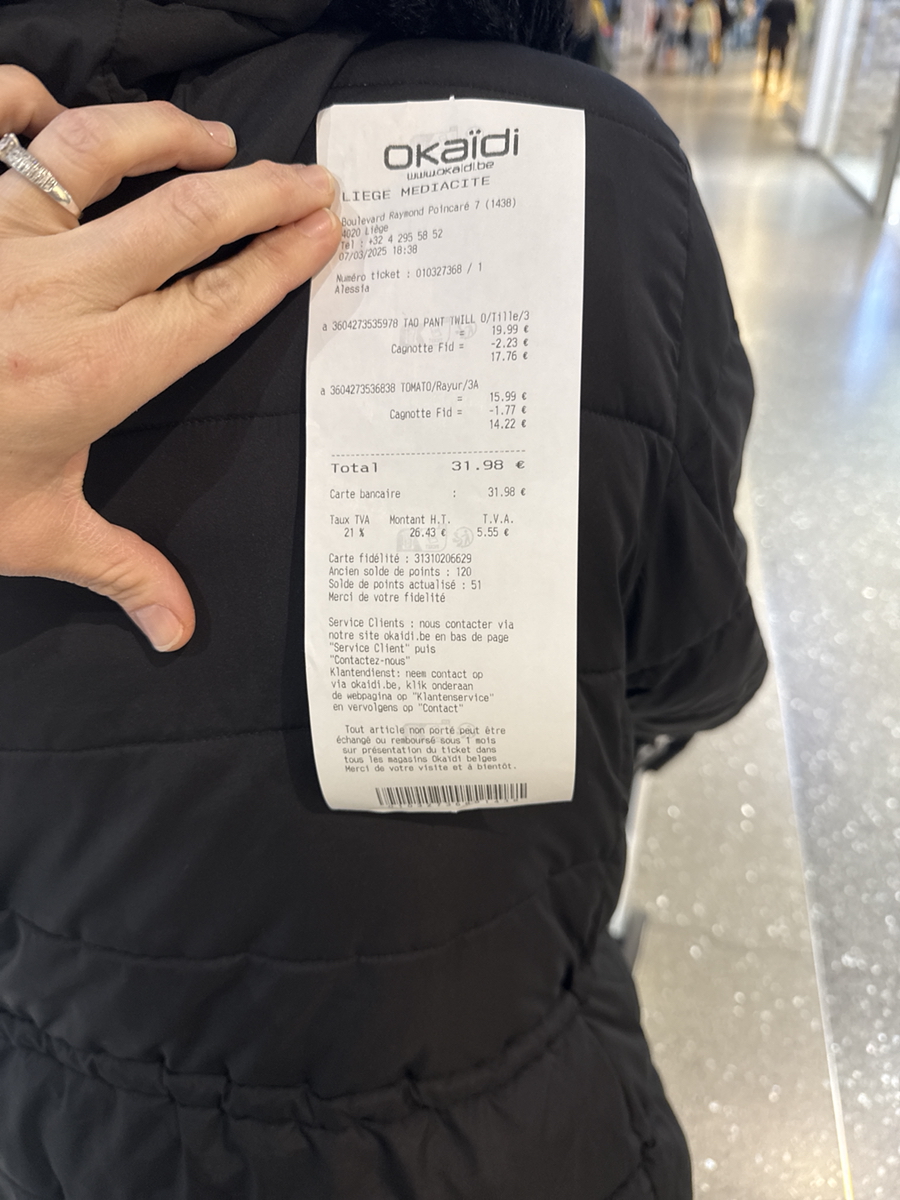 okaïdi
www.okaidi.be
LIEGE MEDIACITE
Boulevard Raymond Poincaré 7 (1438)
4020 Liège
Tél : +32 4 295 58 52
07/03/2025 18:38
Numéro ticket : 010327368 / 1
Alessia
a 3604273535978 TAO PANT TWILL O/Tille/3
= 19.99 €
Cagnotte Fid = -2.23 €
17.76 €
a 3604273536838 TOMATO/Rayur/3A
= 15.99 €
Cagnotte Fid = -1.77 €
14.22 €
Total 31.98 €
Carte bancaire : 31.98 €
Taux TVA Montant H.T. T.V.A.
21 % 26.43 € 5.55 €
Carte fidélité : 31310206629
Ancien solde de points : 120
Solde de points actualisé : 51
Merci de votre fidelité
Service Clients : nous contacter via
notre site okaidi.be en bas de page
"Service Client" puis
"Contactez-nous"
Klantendienst: neem contact op
via okaidi.be, klik onderaan
de webpagina op "Klantenservice"
en vervolgens op "Contact"
Tout article non porté peut être
échangé ou remboursé sous 1 mois
sur présentation du ticket dans
tous les magasins Okaïdi belges
Merci de votre visite et à bientôt.